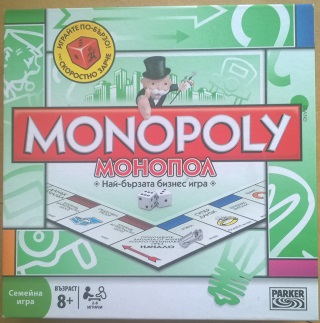 ИГРАЙТЕ ПО-БЪРЗО!
СКОРОСТНО ЗАРЧЕ
MONOPOLY
МОНОПОЛ
Най-бързата бизнес игра
НАЧАЛО
Семейна
игра
ВЪЗРАСТ
8+
PARKER